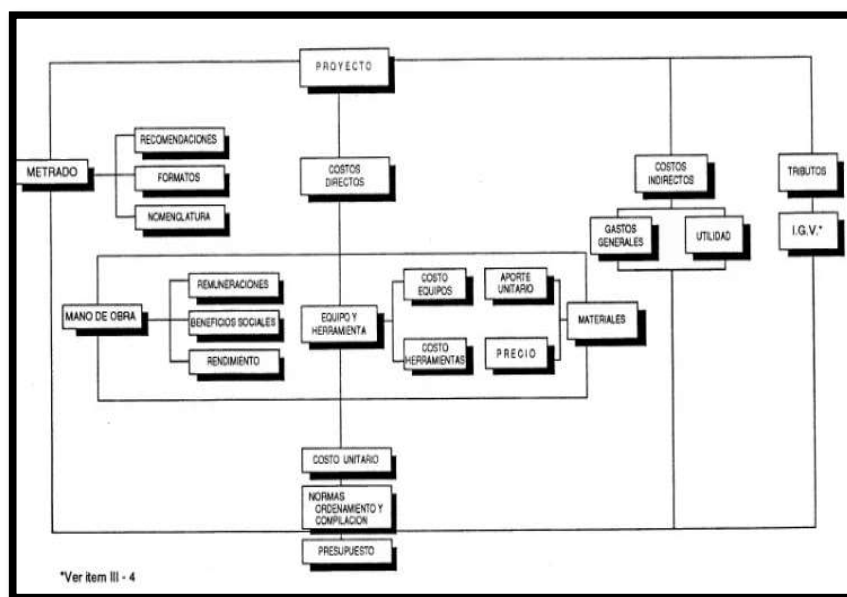 PROYECTO
RECOMENDACIONES
METRADO
FORMATOS
NOMENCLATURA
COSTOS
DIRECTOS
COSTOS
INDIRECTOS
TRIBUTOS
GASTOS
GENERALES
UTILIDAD
I.G.V.*
MANO DE OBRA
REMUNERACIONES
BENEFICIOS SOCIALES
RENDIMIENTO
EQUIPO Y
HERRAMIENTA
COSTO
EQUIPOS
COSTO
HERRAMIENTAS
APORTE
UNITARIO
PRECIO
MATERIALES
COSTO UNITARIO
NORMAS
ORDENAMIENTO Y
COMPILACION
PRESUPUESTO
*Ver item III - 4